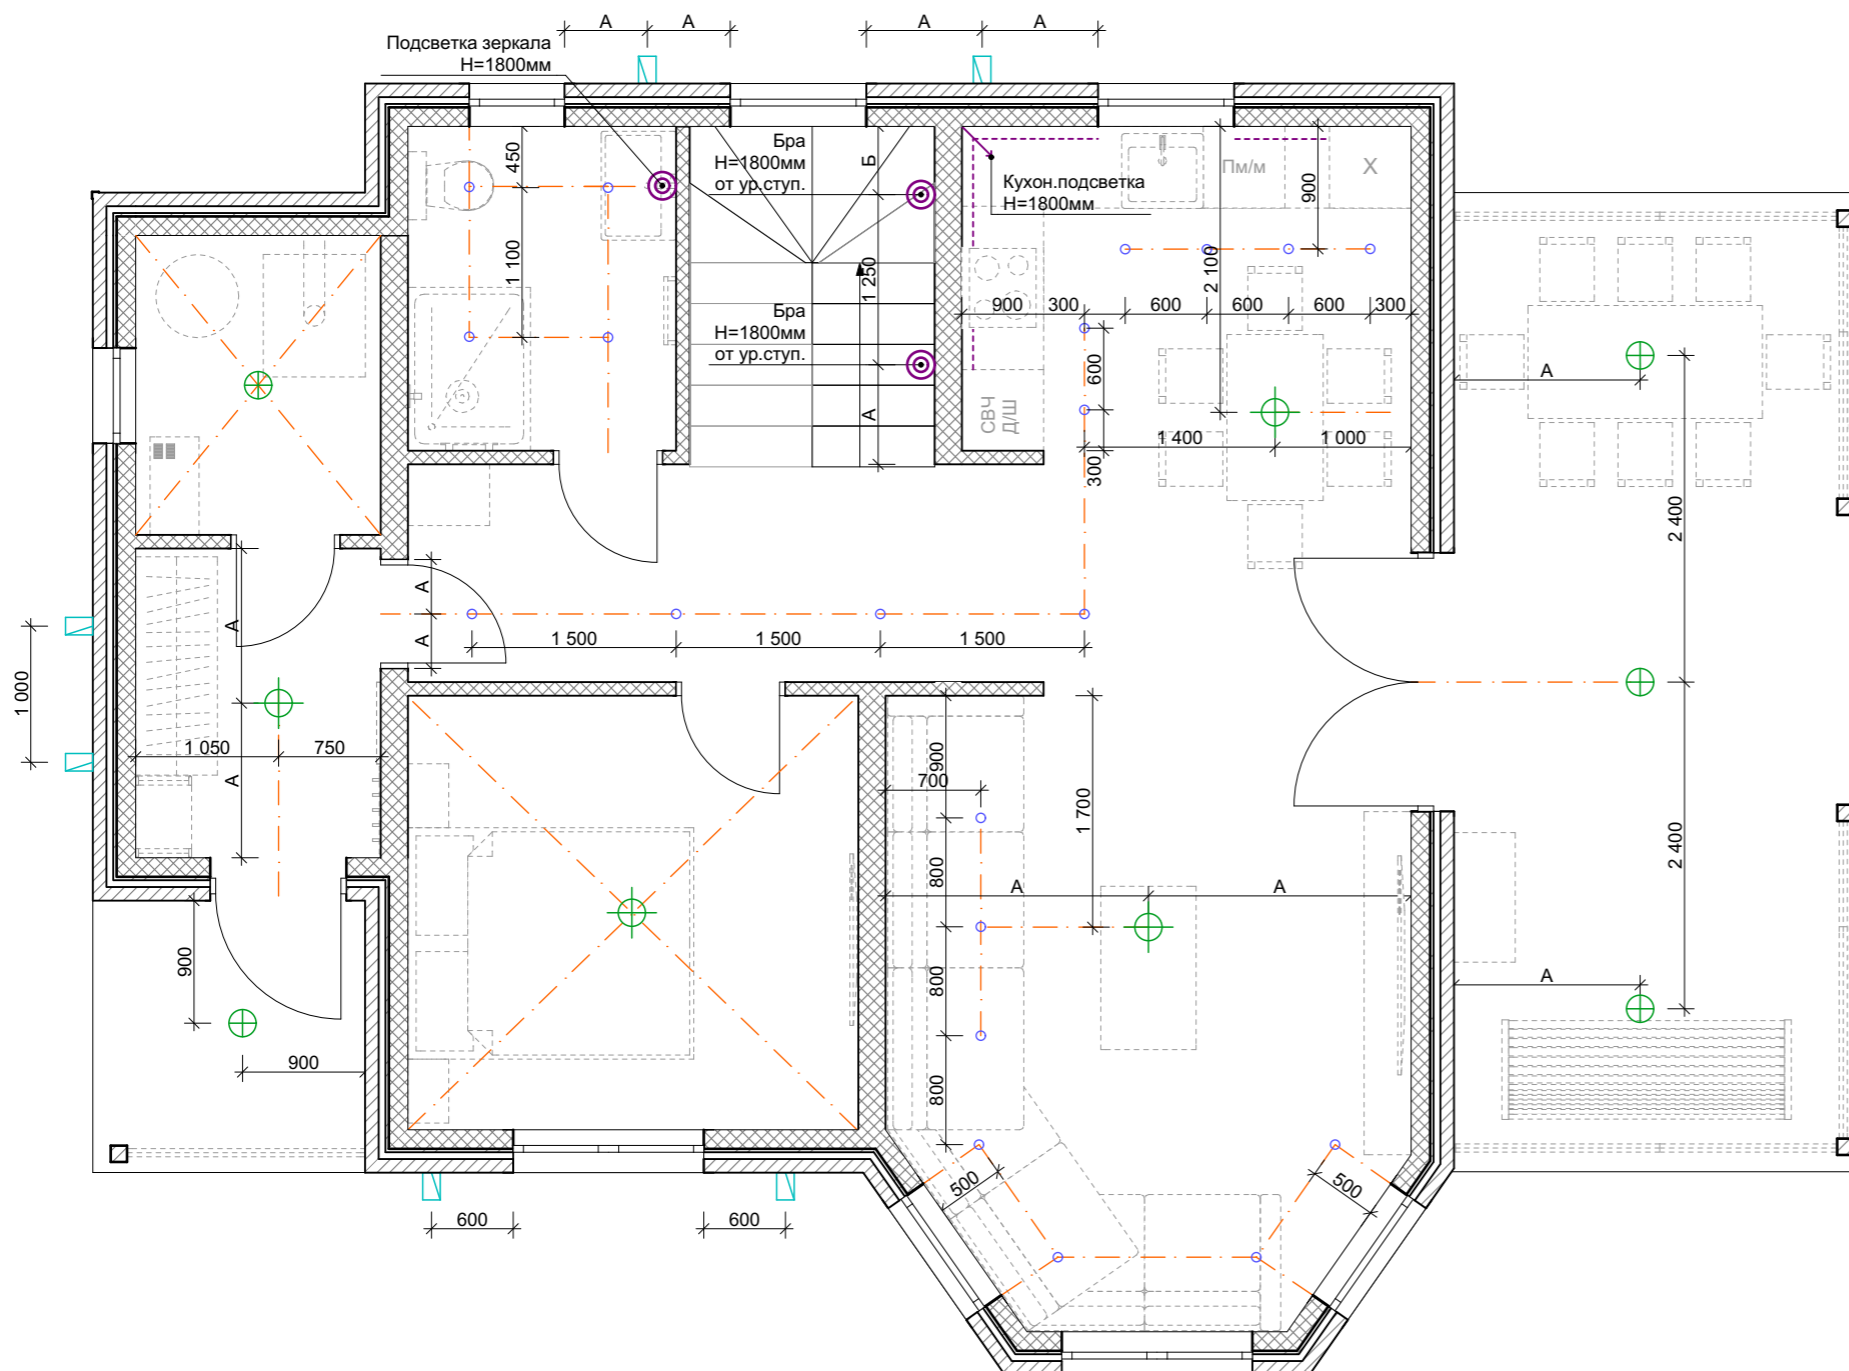 А
А
А
А
Подсветка зеркала
Н=1800мм
450
1 100
Бра
Н=1800мм
от ур.ступ.
Б
1 250
Бра
Н=1800мм
от ур.ступ.
А
Кухон.подсветка
Н=1800мм
Пм/м
Х
900
2 100
900
300
600
600
600
300
600
СВЧ
Д/Ш
300
1 400
1 000
А
2 400
А
А
1 500
1 500
1 500
1 000
А
1 050
750
А
900
700
1 700
800
А
А
2 400
900
800
А
900
800
500
500
600
600